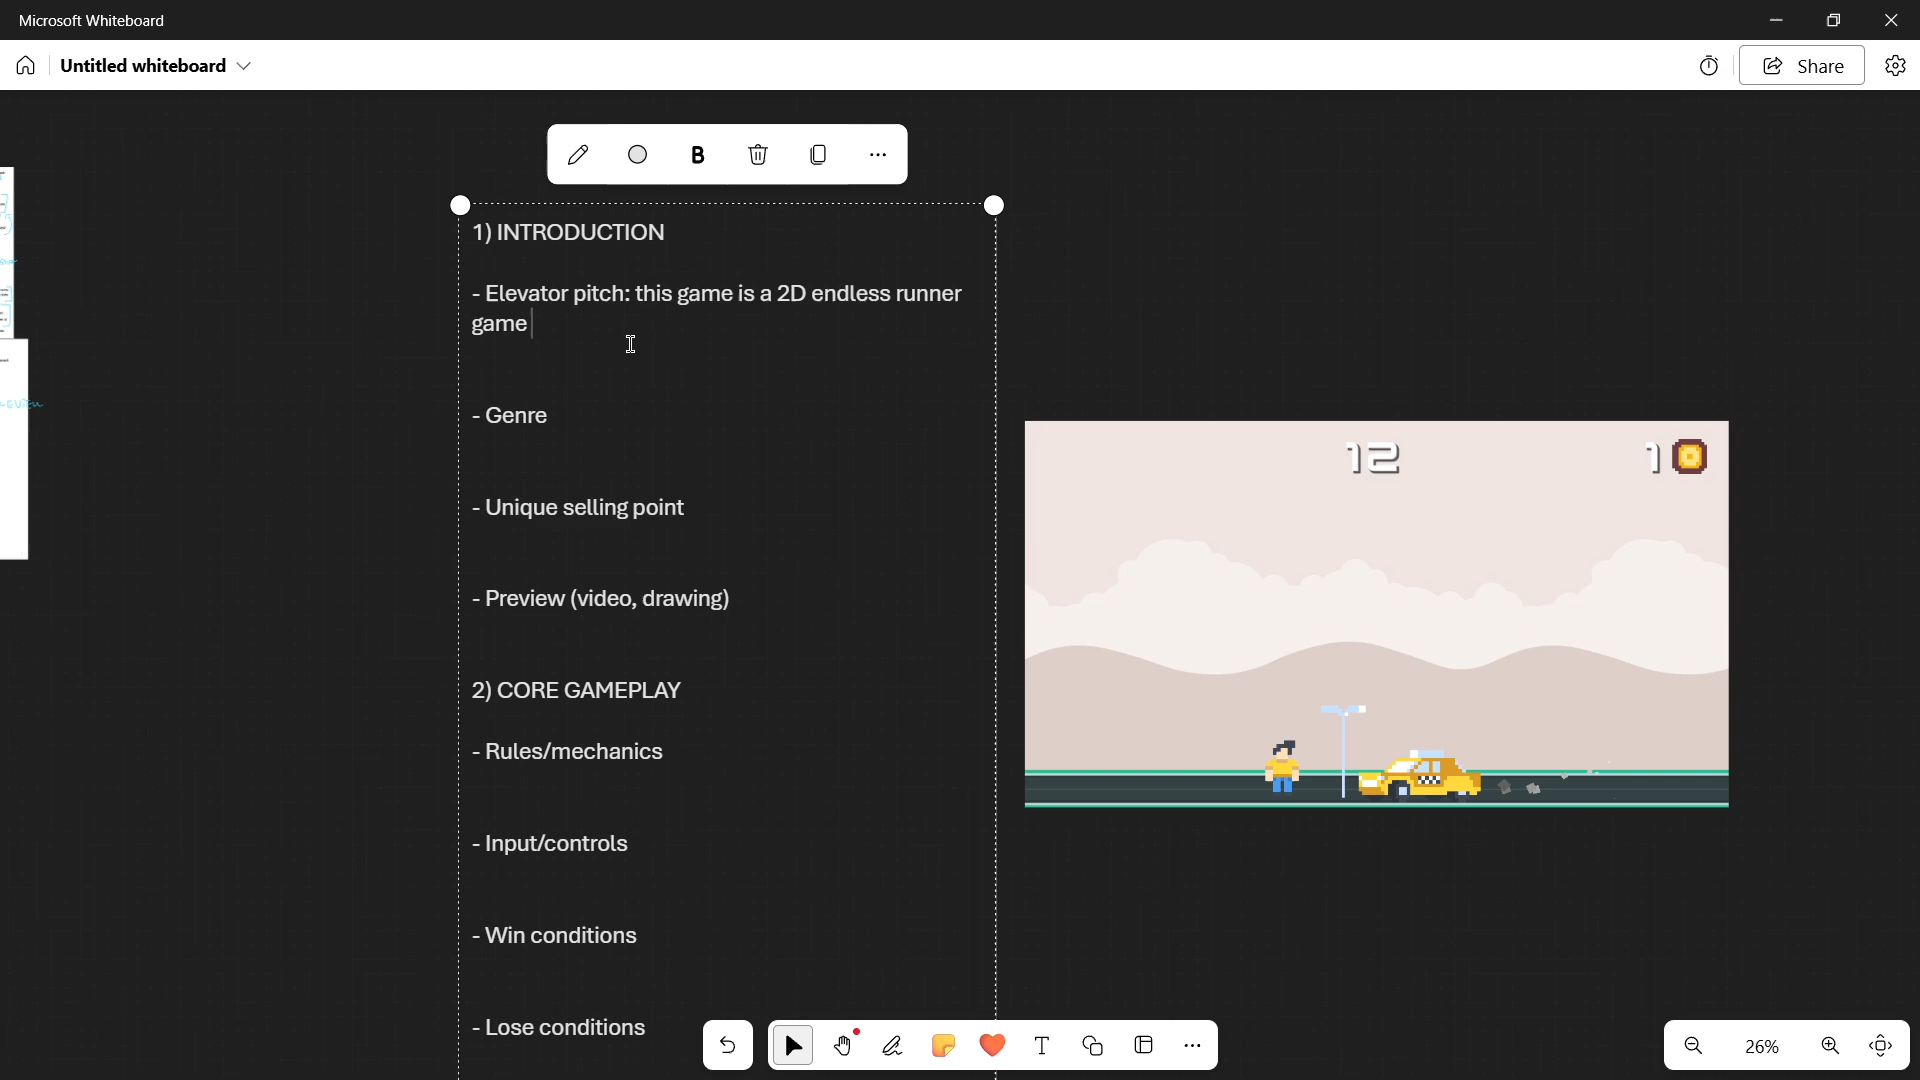 Microsoft Whiteboard
Untitled whiteboard
Share
B
1) INTRODUCTION
- Elevator pitch: this game is a 2D endless runner
game
- Genre
- Unique selling point
- Preview (video, drawing)
2) CORE GAMEPLAY
- Rules/mechanics
- Input/controls
- Win conditions
- Lose conditions
12
1
T
26%